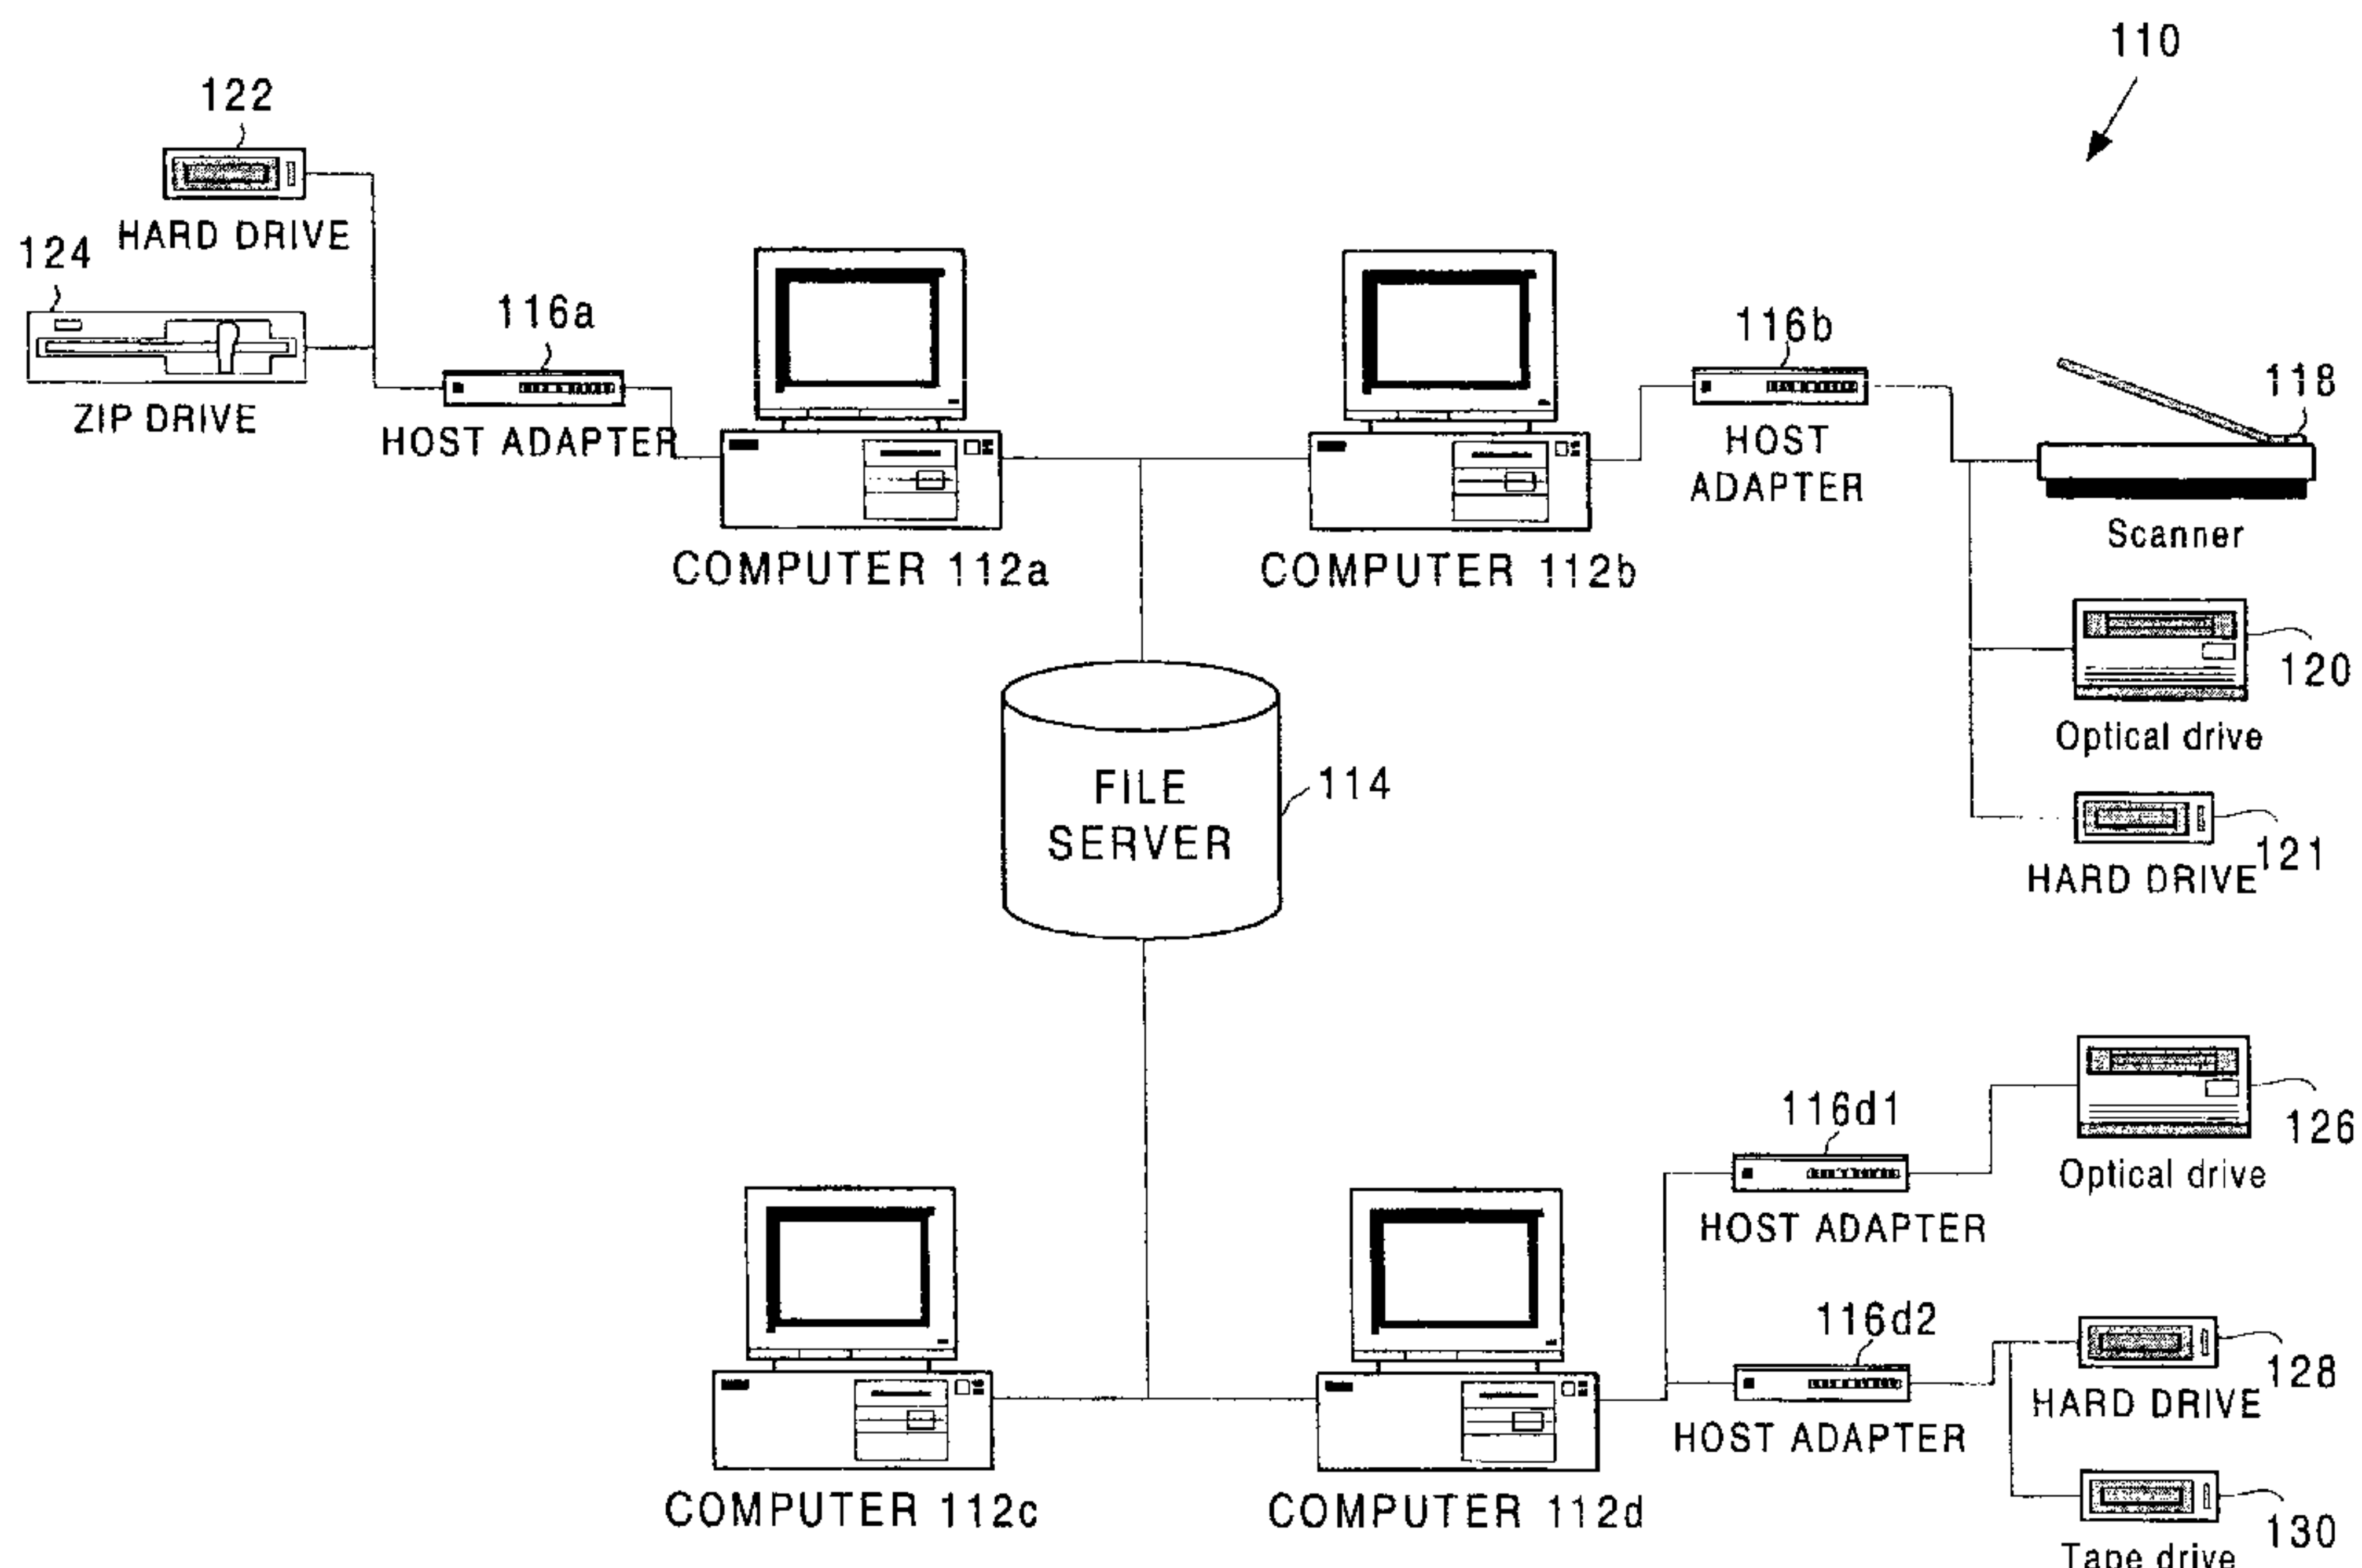 110
122
HARD DRIVE
124
ZIP DRIVE
116a
HOST ADAPTER
COMPUTER 112a
COMPUTER 112b
116b
HOST
ADAPTER
118
Scanner
120
Optical drive
121
HARD DRIVE
FILE
SERVER
114
126
Optical drive
116d1
HOST ADAPTER
116d2
HOST ADAPTER
128
HARD DRIVE
130
Tape drive
COMPUTER 112c
COMPUTER 112d